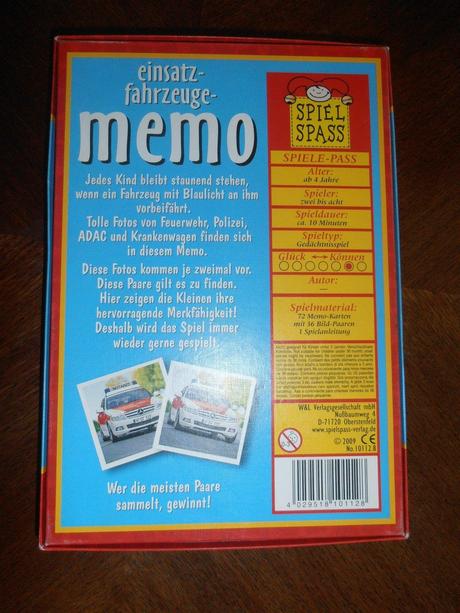 einsatz-
fahrzeuge-
memo
Jedes Kind bleibt staunend stehen,
wenn ein Fahrzeug mit Blaulicht an ihm
vorbeifährt.
Tolle Fotos von Feuerwehr, Polizei,
ADAC und Krankenwagen finden sich
in diesem Memo.
Diese Fotos kommen je zweimal vor.
Diese Paare gilt es zu finden.
Hier zeigen die Kleinen ihre
hervorragende Merkfähigkeit!
Deshalb wird das Spiel immer
wieder gerne gespielt.
Wer die meisten Paare
sammelt, gewinnt!
SPIEL
SPASS
SPIELE-PASS
Alter:
ab 4 Jahre
Spieler:
zwei bis acht
Spieldauer:
ca. 10 Minuten
Spieltyp:
Gedächtnisspiel
Glück ↔ Können
Autor:
—
Spielmaterial:
72 Memo-Karten
mit 36 Bild-Paaren
1 Spielanleitung
W&L Verlagsgesellschaft mbH
Nußbaumweg 4
D-71720 Oberstenfeld
www.spielspass-verlag.de
© 2009 CE
No. 10112.8
0-3
4 029518 101128